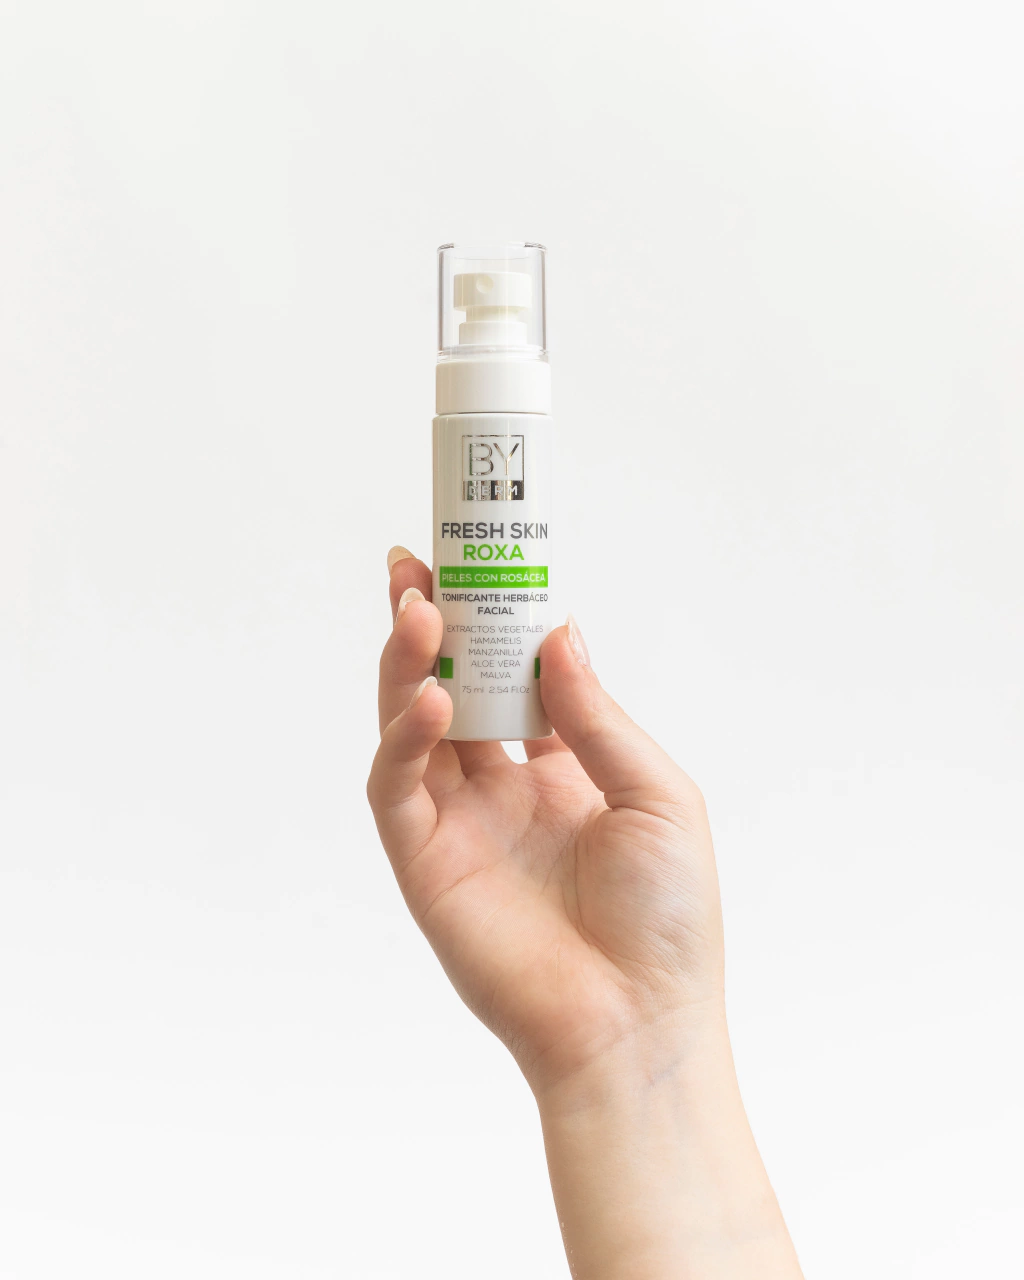 BY
DERM
FRESH SKIN
ROXA
PIELES CON ROSÁCEA
TONIFICANTE HERBÁCEO
FACIAL
EXTRACTOS VEGETALES
HAMAMELIS
MANZANILLA
ALOE VERA
MALVA
75 ml 2.54 Fl.Oz